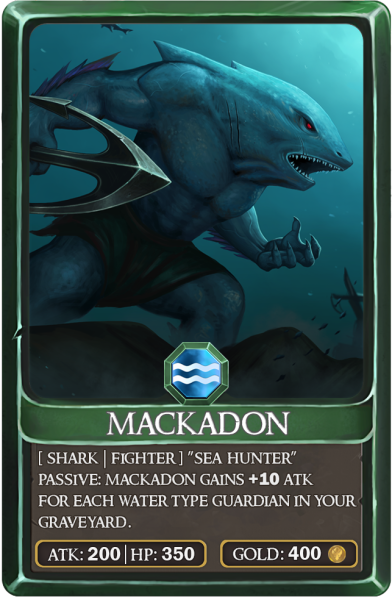 MACKADON
[ SHARK | FIGHTER ] "SEA HUNTER"
PASSIVE: MACKADON GAINS +10 ATK
FOR EACH WATER TYPE GUARDIAN IN YOUR
GRAVEYARD.
ATK: 200 | HP: 350 GOLD: 400